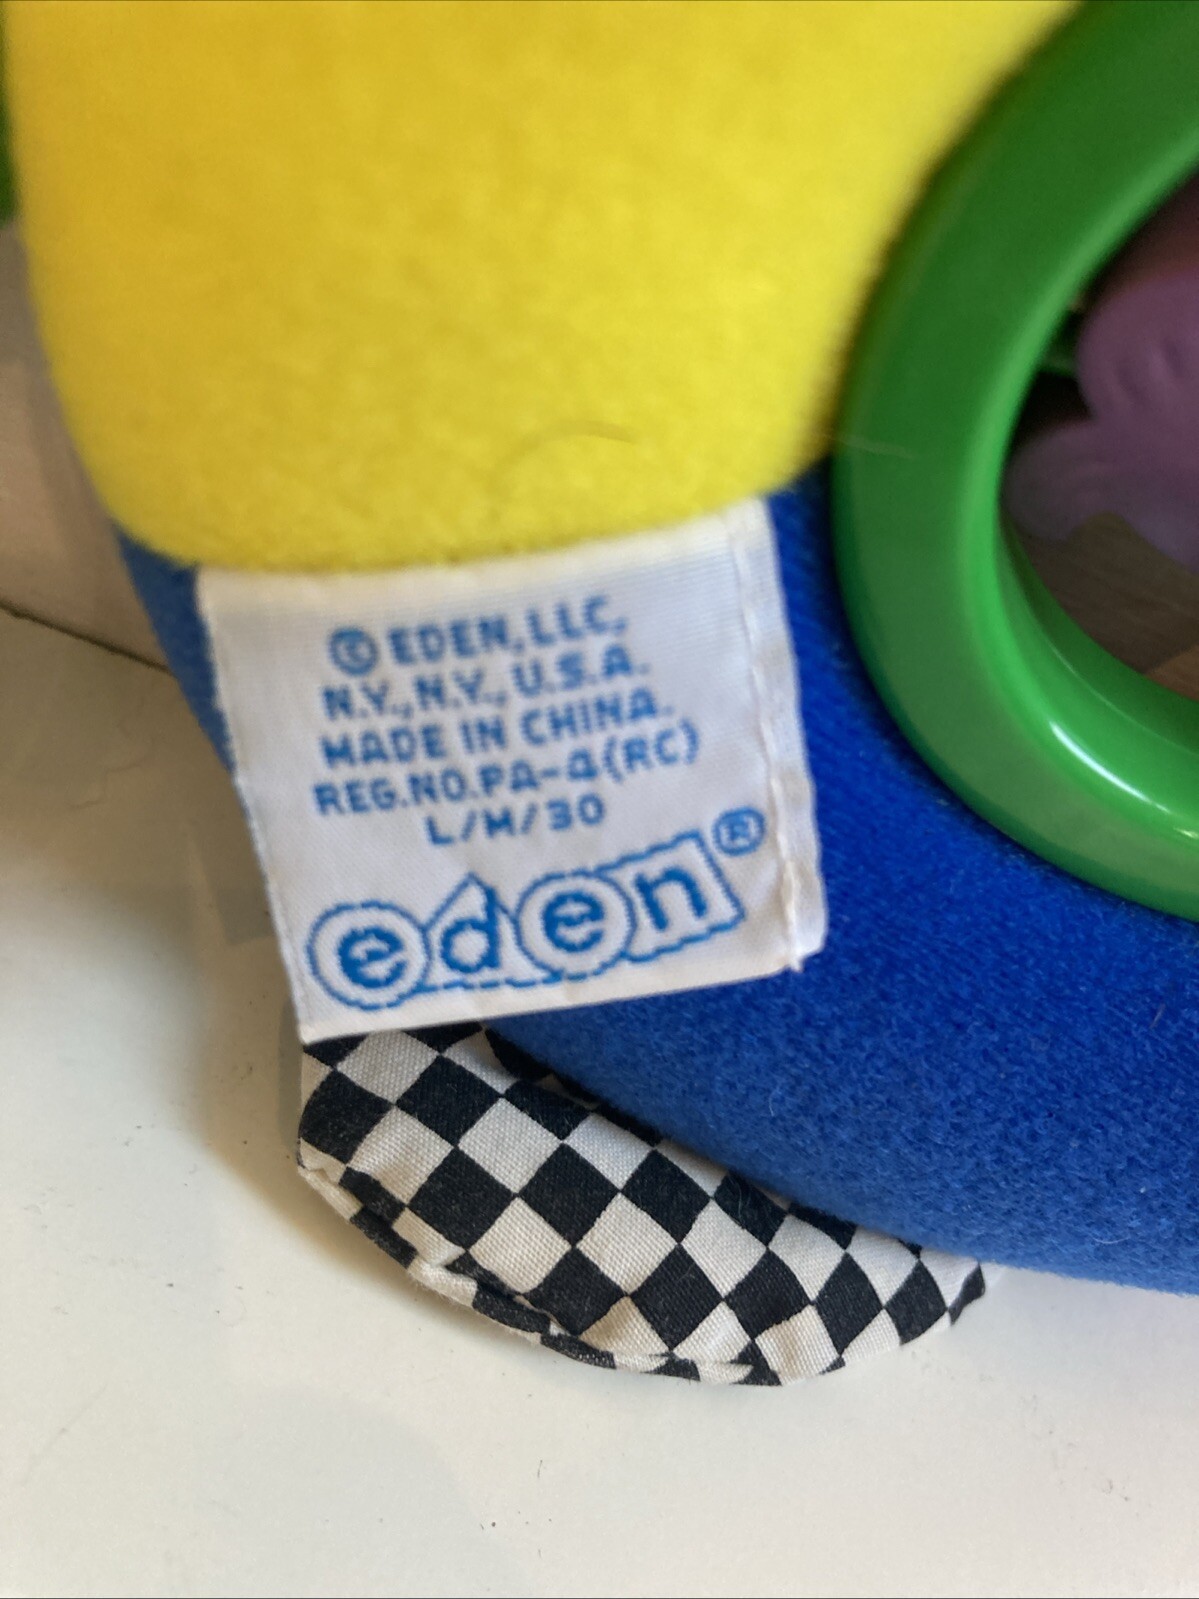 © EDEN, LLC.
N.Y., N.Y., U.S.A.
MADE IN CHINA.
REG.NO.PA-4(RC)
L/M/30
eden®